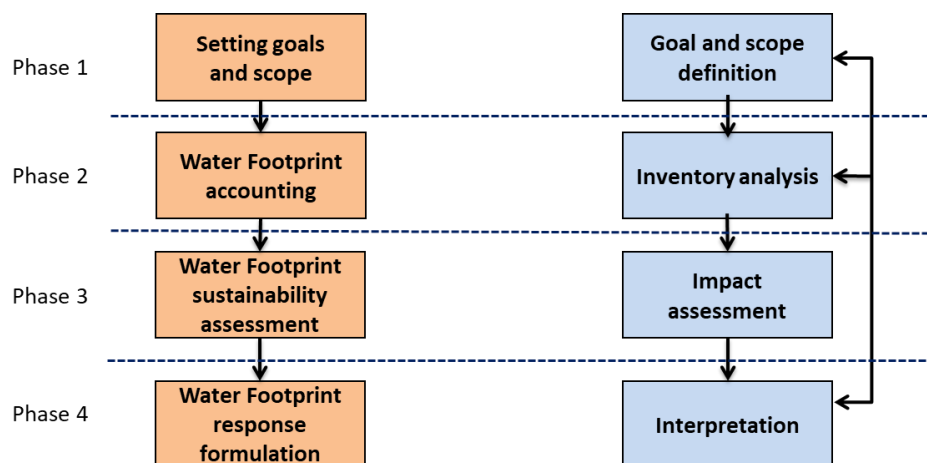 Phase 1
Setting goals
and scope
Goal and scope
definition
Phase 2
Water Footprint
accounting
Inventory analysis
Phase 3
Water Footprint
sustainability
assessment
Impact
assessment
Phase 4
Water Footprint
response
formulation
Interpretation